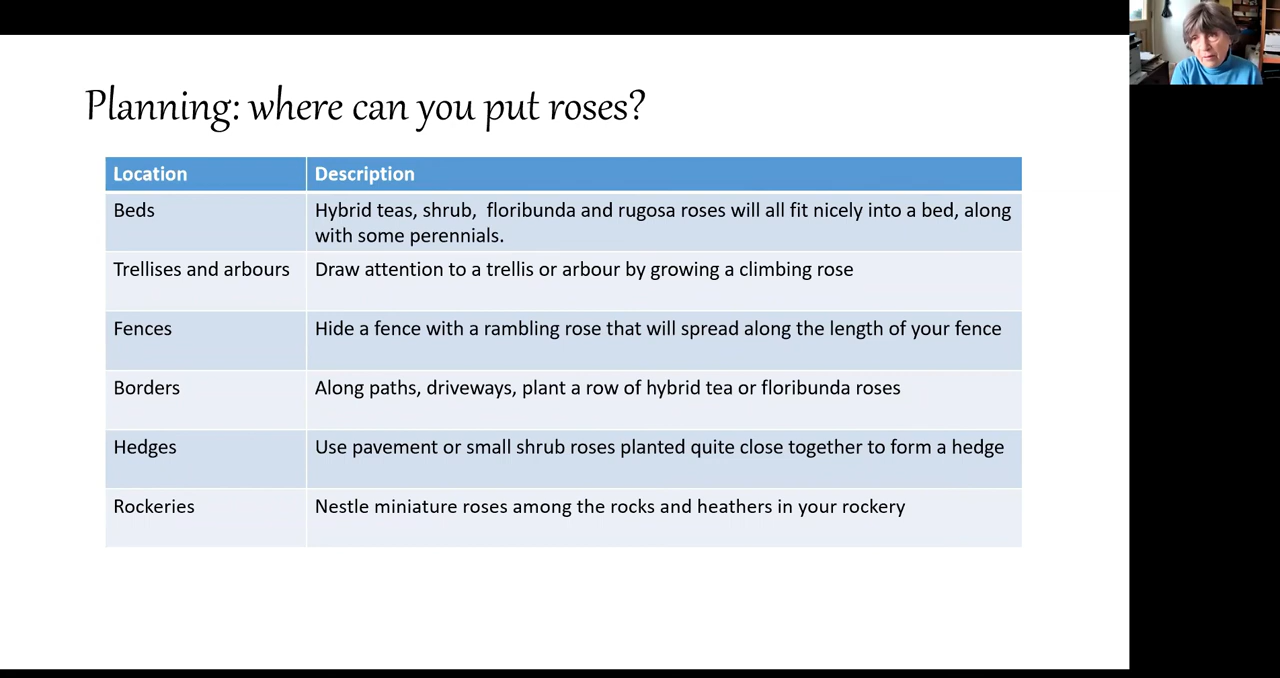 Planning: where can you put roses?
Location Description
Beds Hybrid teas, shrub,  floribunda and rugosa roses will all fit nicely into a bed, along
with some perennials.
Trellises and arbours Draw attention to a trellis or arbour by growing a climbing rose
Fences Hide a fence with a rambling rose that will spread along the length of your fence
Borders Along paths, driveways, plant a row of hybrid tea or floribunda roses
Hedges Use pavement or small shrub roses planted quite close together to form a hedge
Rockeries Nestle miniature roses among the rocks and heathers in your rockery